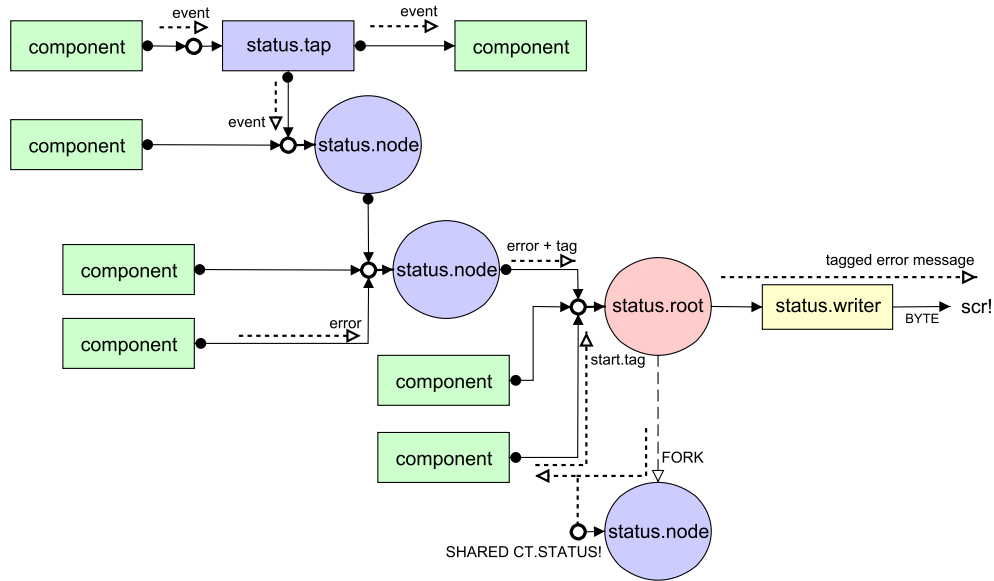 event
event
component
status.tap
component
event
component
status.node
error + tag
tagged error message
component
status.node
status.root
status.writer
scr!
BYTE
error
component
start.tag
component
component
FORK
status.node
SHARED CT.STATUS!